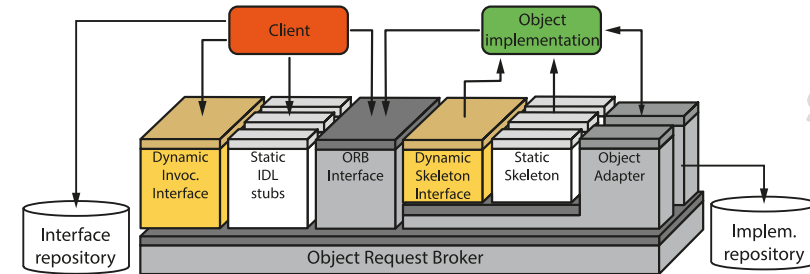 Client
Object
implementation
Dynamic
Invoc.
Interface
Static
IDL
stubs
ORB
Interface
Dynamic
Skeleton
Interface
Static
Skeleton
Object
Adapter
Interface
repository
Object Request Broker
Implem.
repository